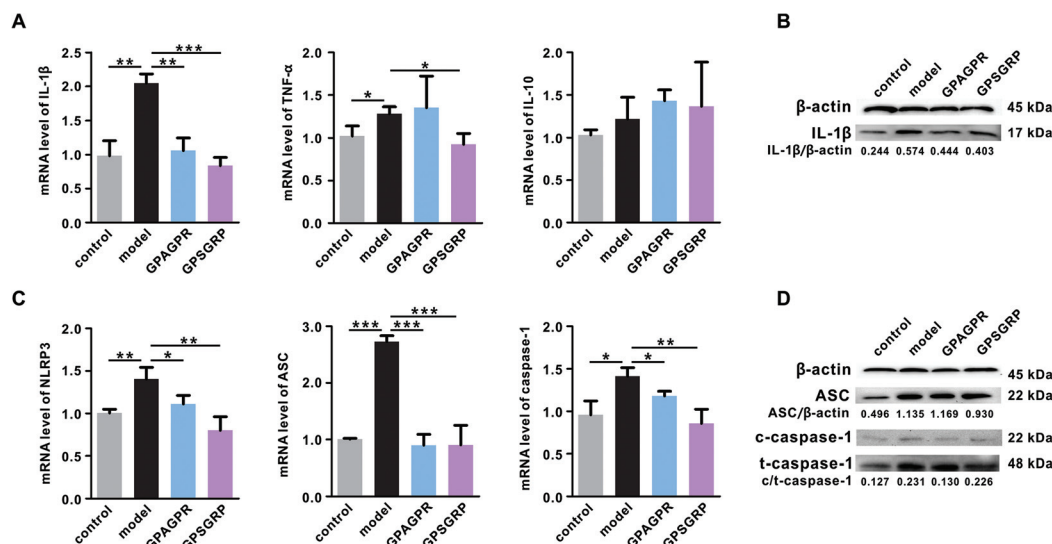 A
mRNA level of IL-1β
2.5
2.0
1.5
1.0
0.5
0.0
** ** ***
control
model
GPAGPR
GPSGRP
mRNA level of TNF-α
2.0
1.5
1.0
0.5
0.0
* *
control
model
GPAGPR
GPSGRP
mRNA level of IL-10
2.0
1.5
1.0
0.5
0.0
control
model
GPAGPR
GPSGRP
B
control model GPAGPR GPSGRP
β-actin 45 kDa
IL-1β 17 kDa
IL-1β/β-actin 0.244 0.574 0.444 0.403
C
mRNA level of NLRP3
2.0
1.5
1.0
0.5
0.0
** * **
control
model
GPAGPR
GPSGRP
mRNA level of ASC
3.0
2.0
1.0
0.0
*** *** ***
control
model
GPAGPR
GPSGRP
mRNA level of caspase-1
2.0
1.5
1.0
0.5
0.0
* * **
control
model
GPAGPR
GPSGRP
D
control model GPAGPR GPSGRP
β-actin 45 kDa
ASC 22 kDa
ASC/β-actin 0.496 1.135 1.169 0.930
c-caspase-1 22 kDa
t-caspase-1 48 kDa
c/t-caspase-1 0.127 0.231 0.130 0.226